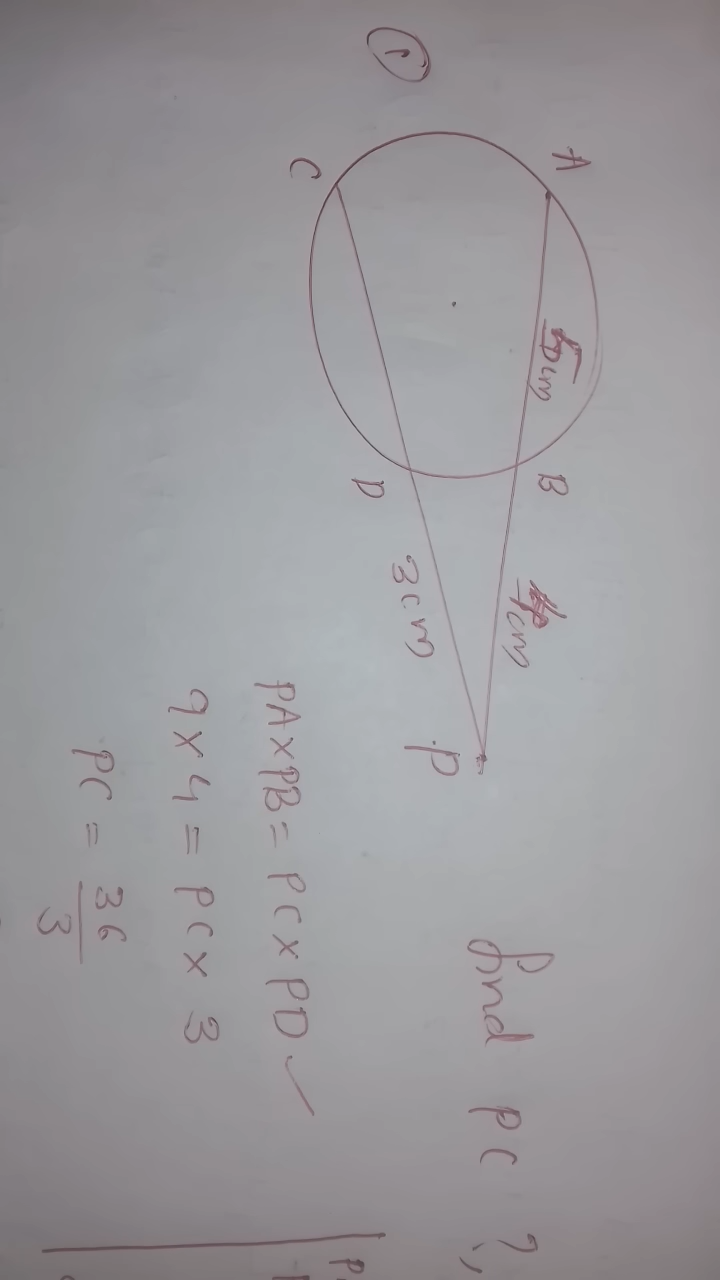 1
A
B
C
D
5cm
4cm
3cm
P
find PC ?,
PA×PB = PC×PD ✓
9×4 = PC×3
PC = 36/3